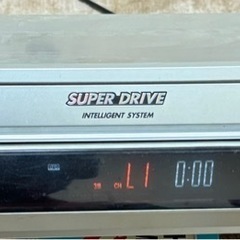 SUPER DRIVE
INTELLIGENT SYSTEM
CH L1 0:00